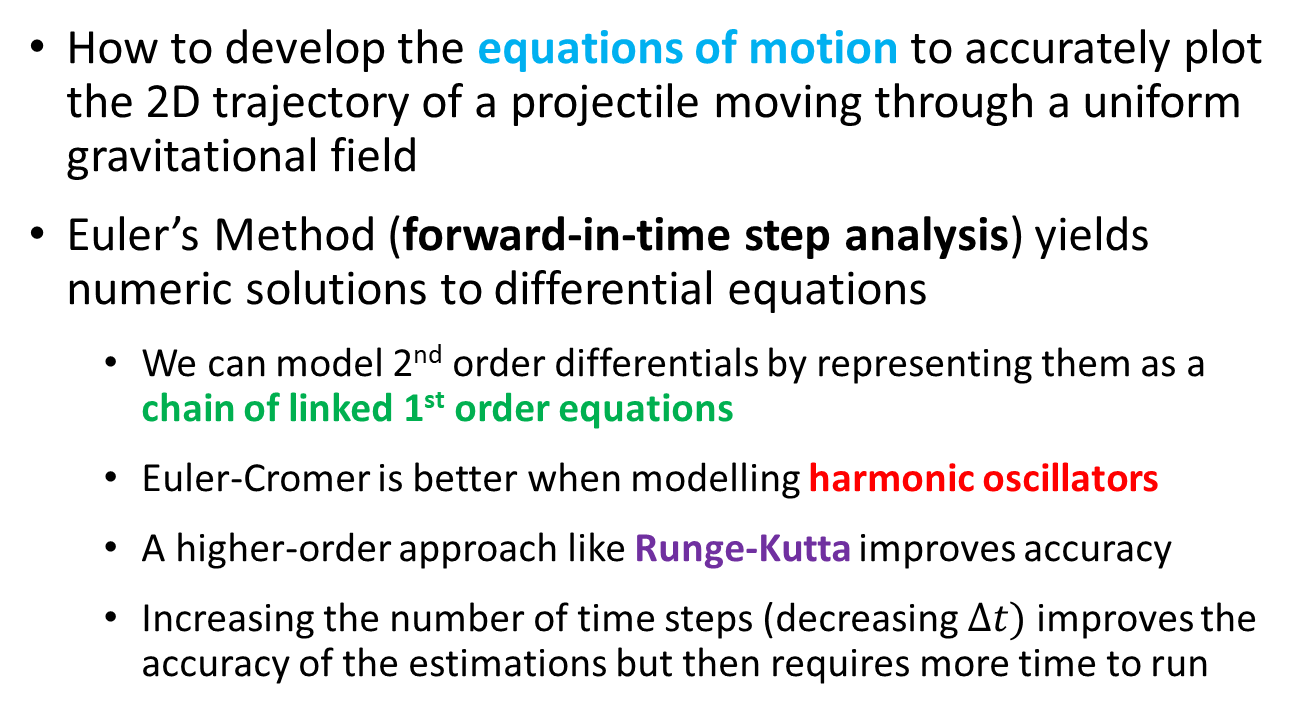 • How to develop the equations of motion to accurately plot
the 2D trajectory of a projectile moving through a uniform
gravitational field
• Euler’s Method (forward-in-time step analysis) yields
numeric solutions to differential equations
• We can model 2nd order differentials by representing them as a
chain of linked 1st order equations
• Euler-Cromer is better when modelling harmonic oscillators
• A higher-order approach like Runge-Kutta improves accuracy
• Increasing the number of time steps (decreasing Δt) improves the
accuracy of the estimations but then requires more time to run